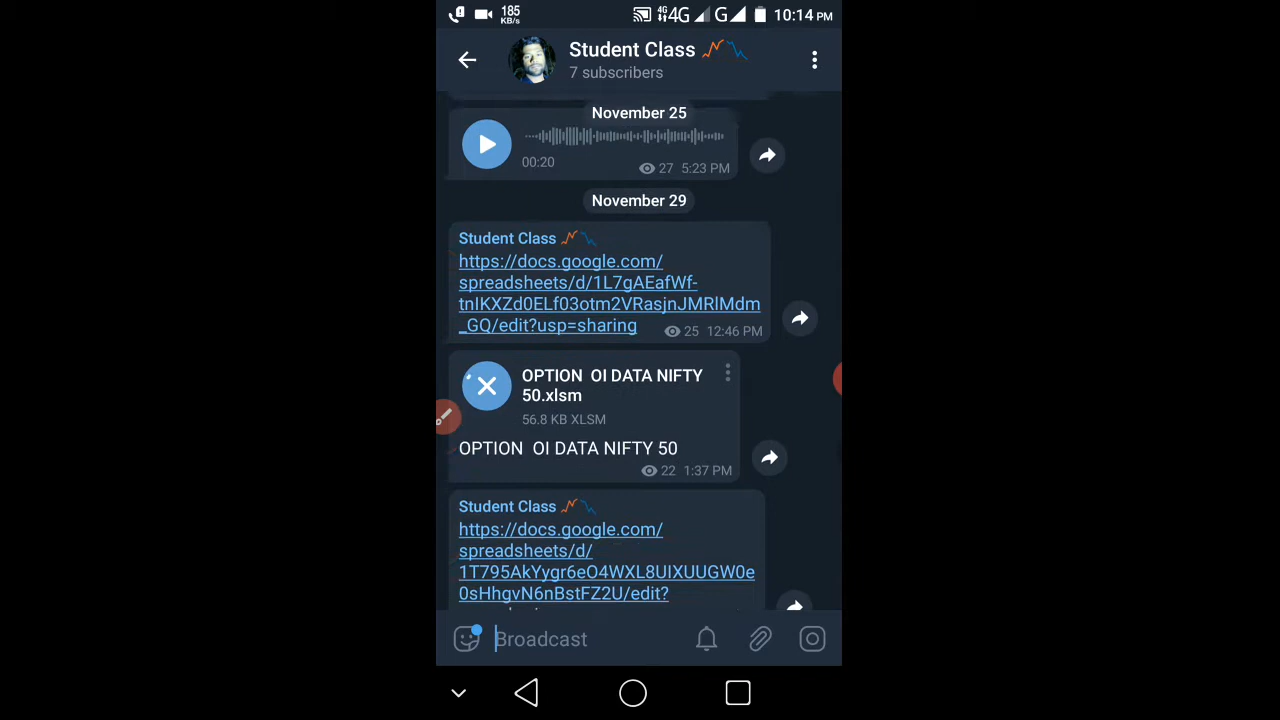 185
KB/s
4G
4G
G
10:14 PM
Student Class
7 subscribers
November 25
00:20
27 5:23 PM
November 29
Student Class
https://docs.google.com/
spreadsheets/d/1L7gAEafWf-
tnIKXZd0ELf03otm2VRasjnJMRlMdm
_GQ/edit?usp=sharing
25 12:46 PM
OPTION OI DATA NIFTY
50.xlsm
56.8 KB XLSM
OPTION OI DATA NIFTY 50
22 1:37 PM
Student Class
https://docs.google.com/
spreadsheets/d/
1T795AkYygr6eO4WXL8UIXUUGW0e
0sHhgvN6nBstFZ2U/edit?
Broadcast